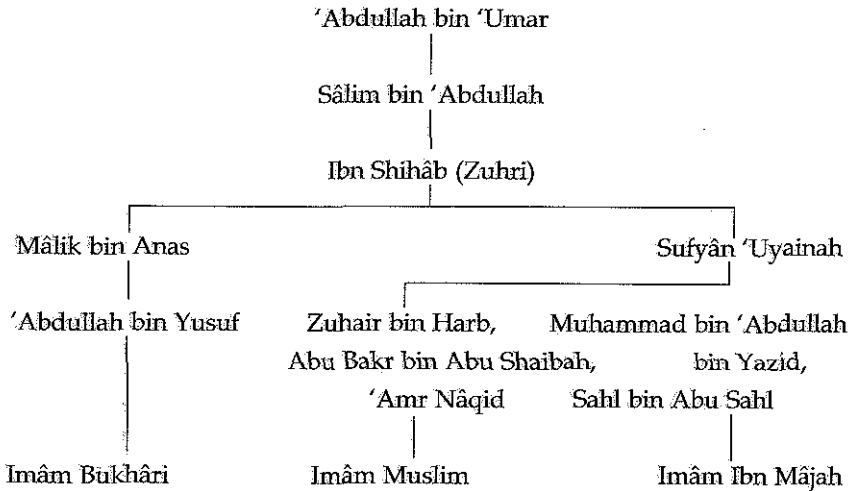 ‘Abdullah bin ‘Umar
Sâlim bin ‘Abdullah
Ibn Shihâb (Zuhri)
Mâlik bin Anas
Sufyân ‘Uyainah
‘Abdullah bin Yusuf
Zuhair bin Harb,
Abu Bakr bin Abu Shaibah,
‘Amr Nâqid
Muhammad bin ‘Abdullah
bin Yazid,
Sahl bin Abu Sahl
Imâm Bukhâri
Imâm Muslim
Imâm Ibn Mâjah